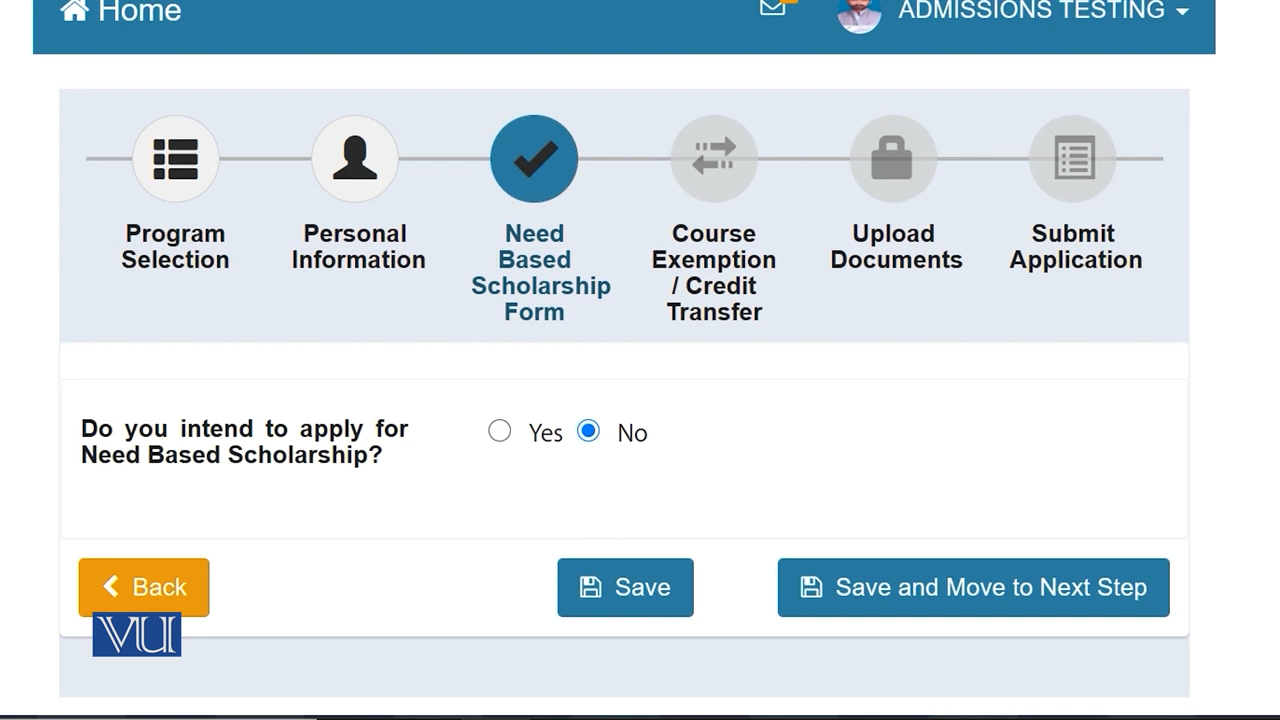 Home
ADMISSIONS TESTING
Program
Selection
Personal
Information
Need
Based
Scholarship
Form
Course
Exemption
/ Credit
Transfer
Upload
Documents
Submit
Application
Do you intend to apply for
Need Based Scholarship?
Yes No
Back
Save
Save and Move to Next Step
VU